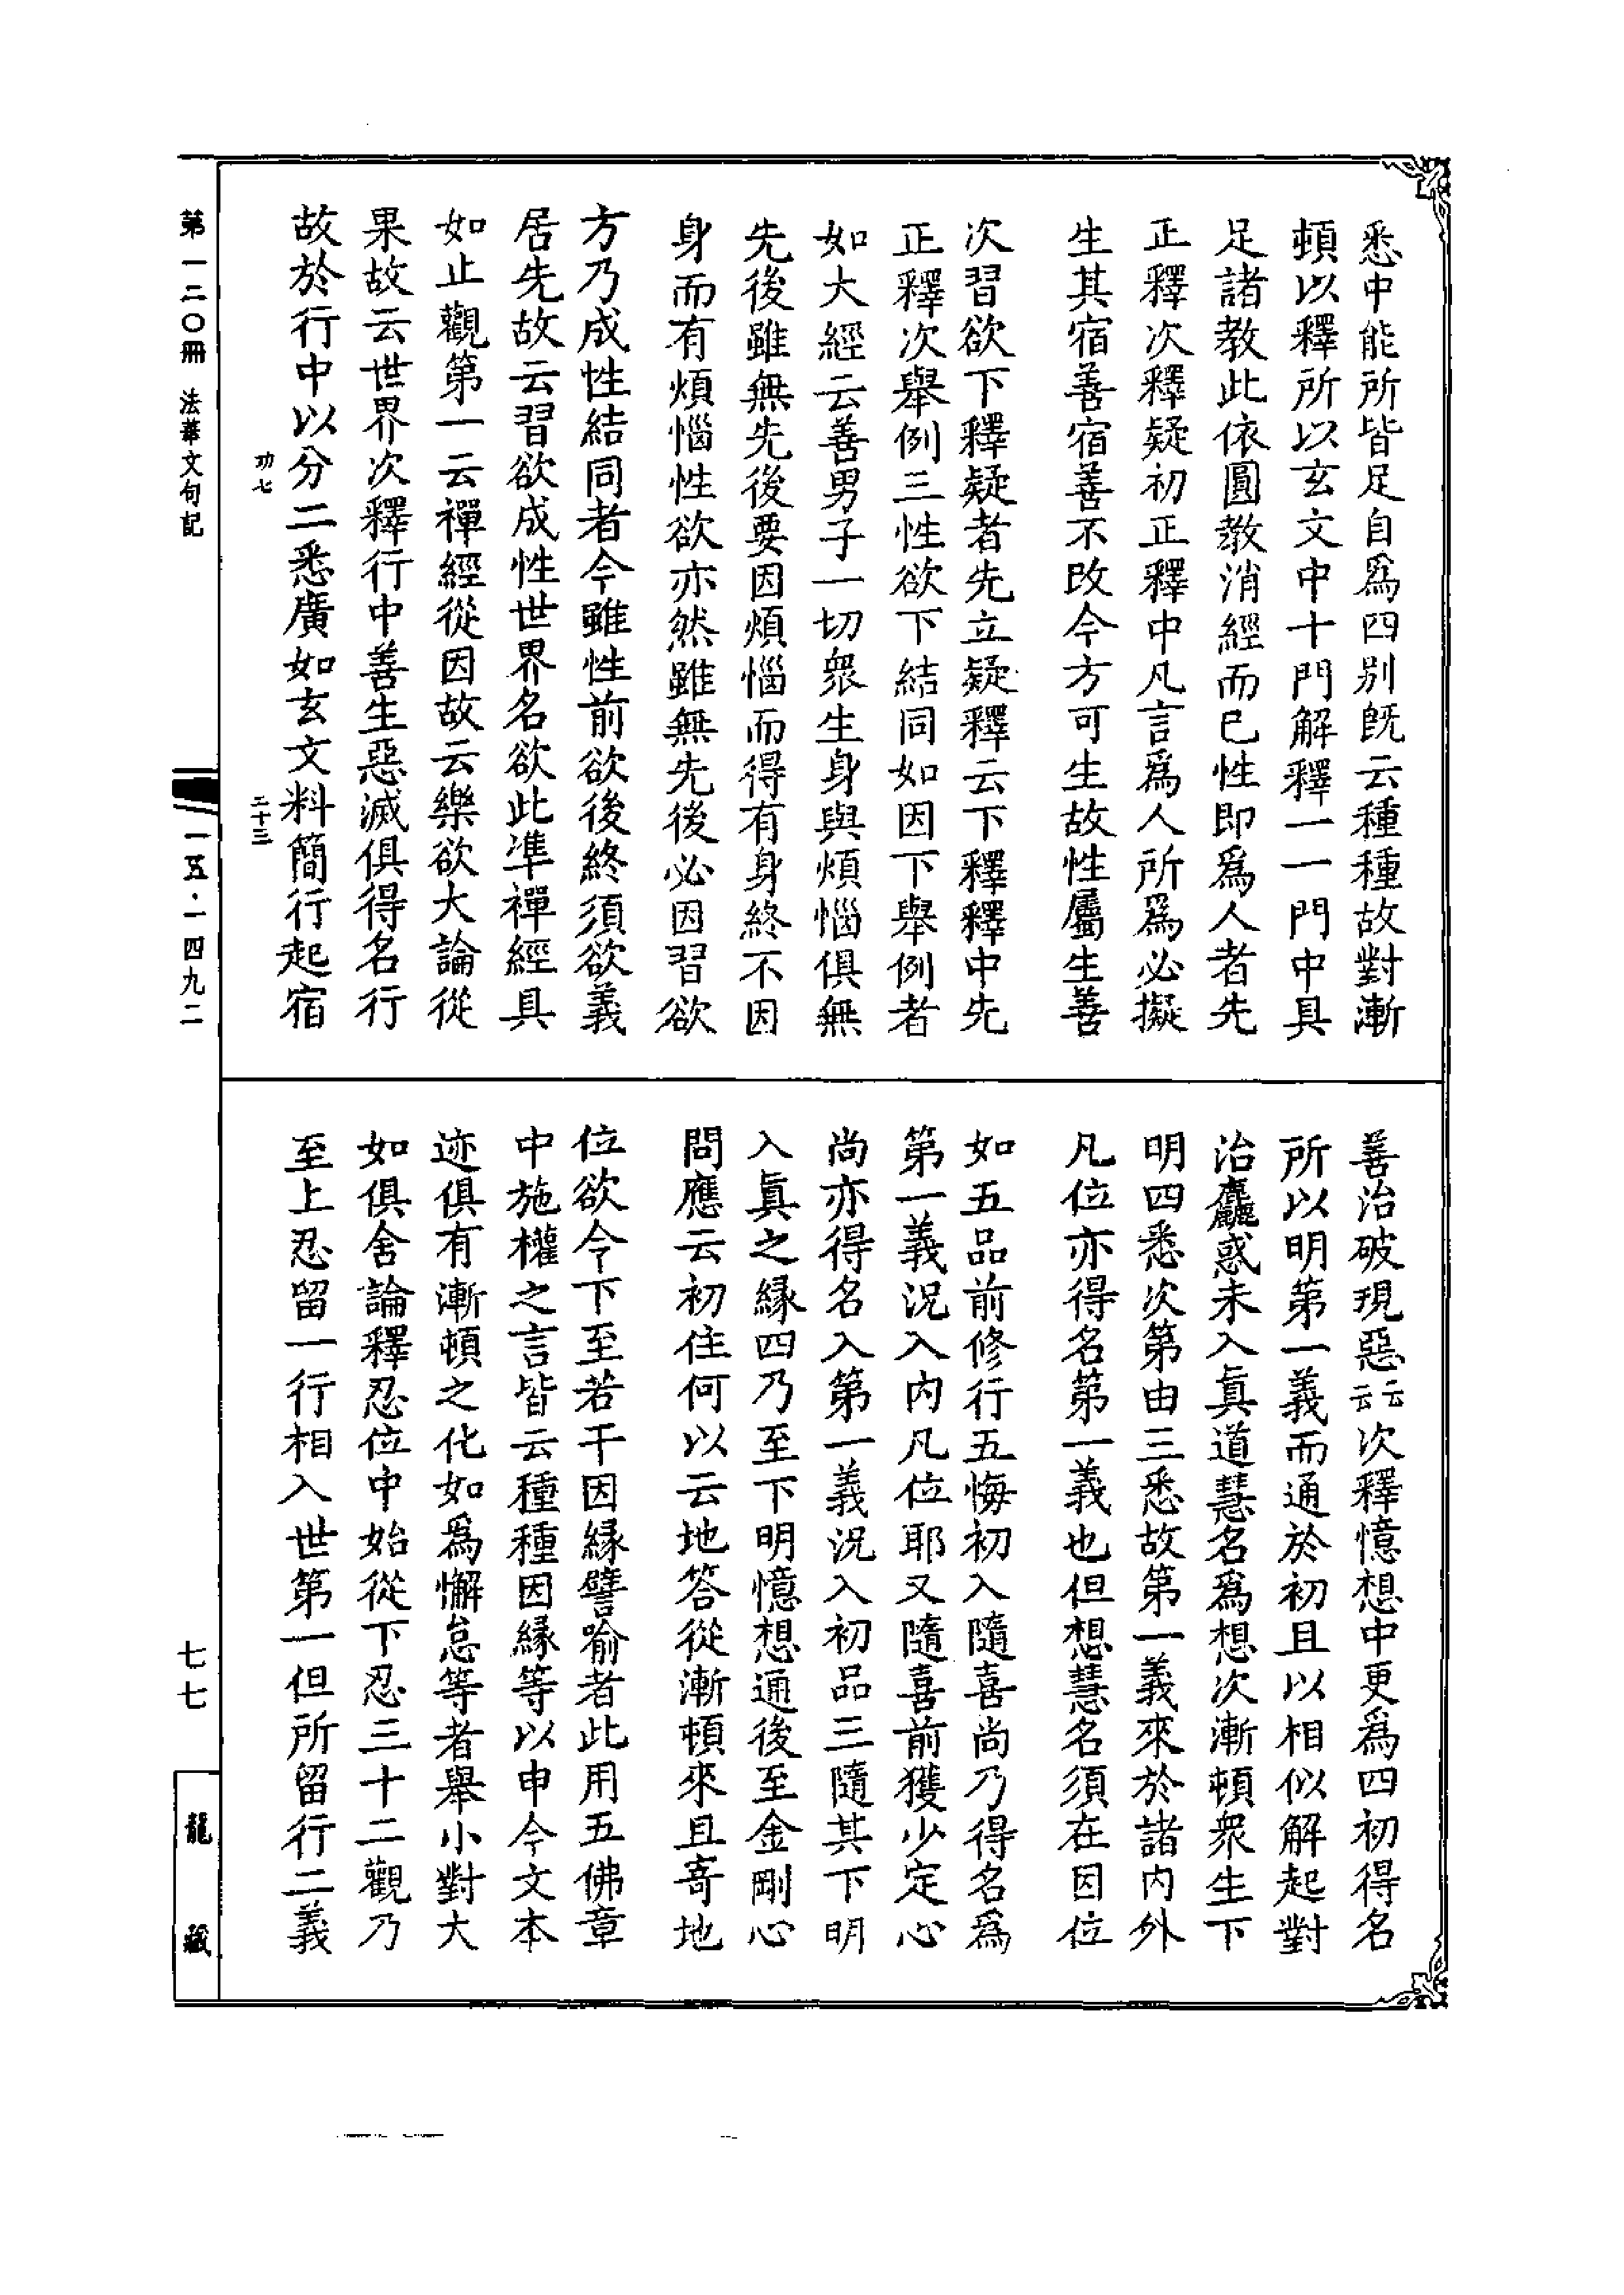 悉中能所皆足自爲四别旣云種種故對漸
頓以釋所以玄文中十門解釋一一門中具
足諸教此依圓教消經而已性即爲人者先
正釋次釋疑初正釋中凡言爲人所爲必擬
生其宿善宿善不改今方可生故性屬生善
次習欲下釋疑者先立疑釋云下釋釋中先
正釋次舉例三性欲下結同如因下舉例者
如大經云善男子一切衆生身與煩惱俱無
先後雖無先後要因煩惱而得有身終不因
身而有煩惱性欲亦然雖無先後必因習欲
方乃成性結同者今雖性前欲後終須欲義
居先故云習欲成性世界名欲此準禪經具
如止觀第一云禪經從因故云樂欲大論從
果故云世界次釋行中善生惡滅俱得名行
故於行中以分二悉廣如玄文料簡行起宿
功七
二十三
善治破現惡云云次釋憶想中更爲四初得名
所以明第一義而通於初且以相似解起對
治麤惑未入眞道慧名爲想次漸頓衆生下
明四悉次第由三悉故第一義來於諸内外
凡位亦得名第一義也但想慧名須在因位
如五品前修行五悔初入隨喜尚乃得名爲
第一義況入内凡位耶又隨喜前獲少定心
尚亦得名入第一義況入初品三隨其下明
入眞之緣四乃至下明憶想通後至金剛心
問應云初住何以云地答從漸頓來且寄地
位欲令下至若干因緣譬喻者此用五佛章
中施權之言皆云種種因緣等以申今文本
迹俱有漸頓之化如爲懈怠等者舉小對大
如俱舍論釋忍位中始從下忍三十二觀乃
至上忍留一行相入世第一但所留行二義
第一二〇冊 法華文句記
一五·一四九二
七七
龍藏